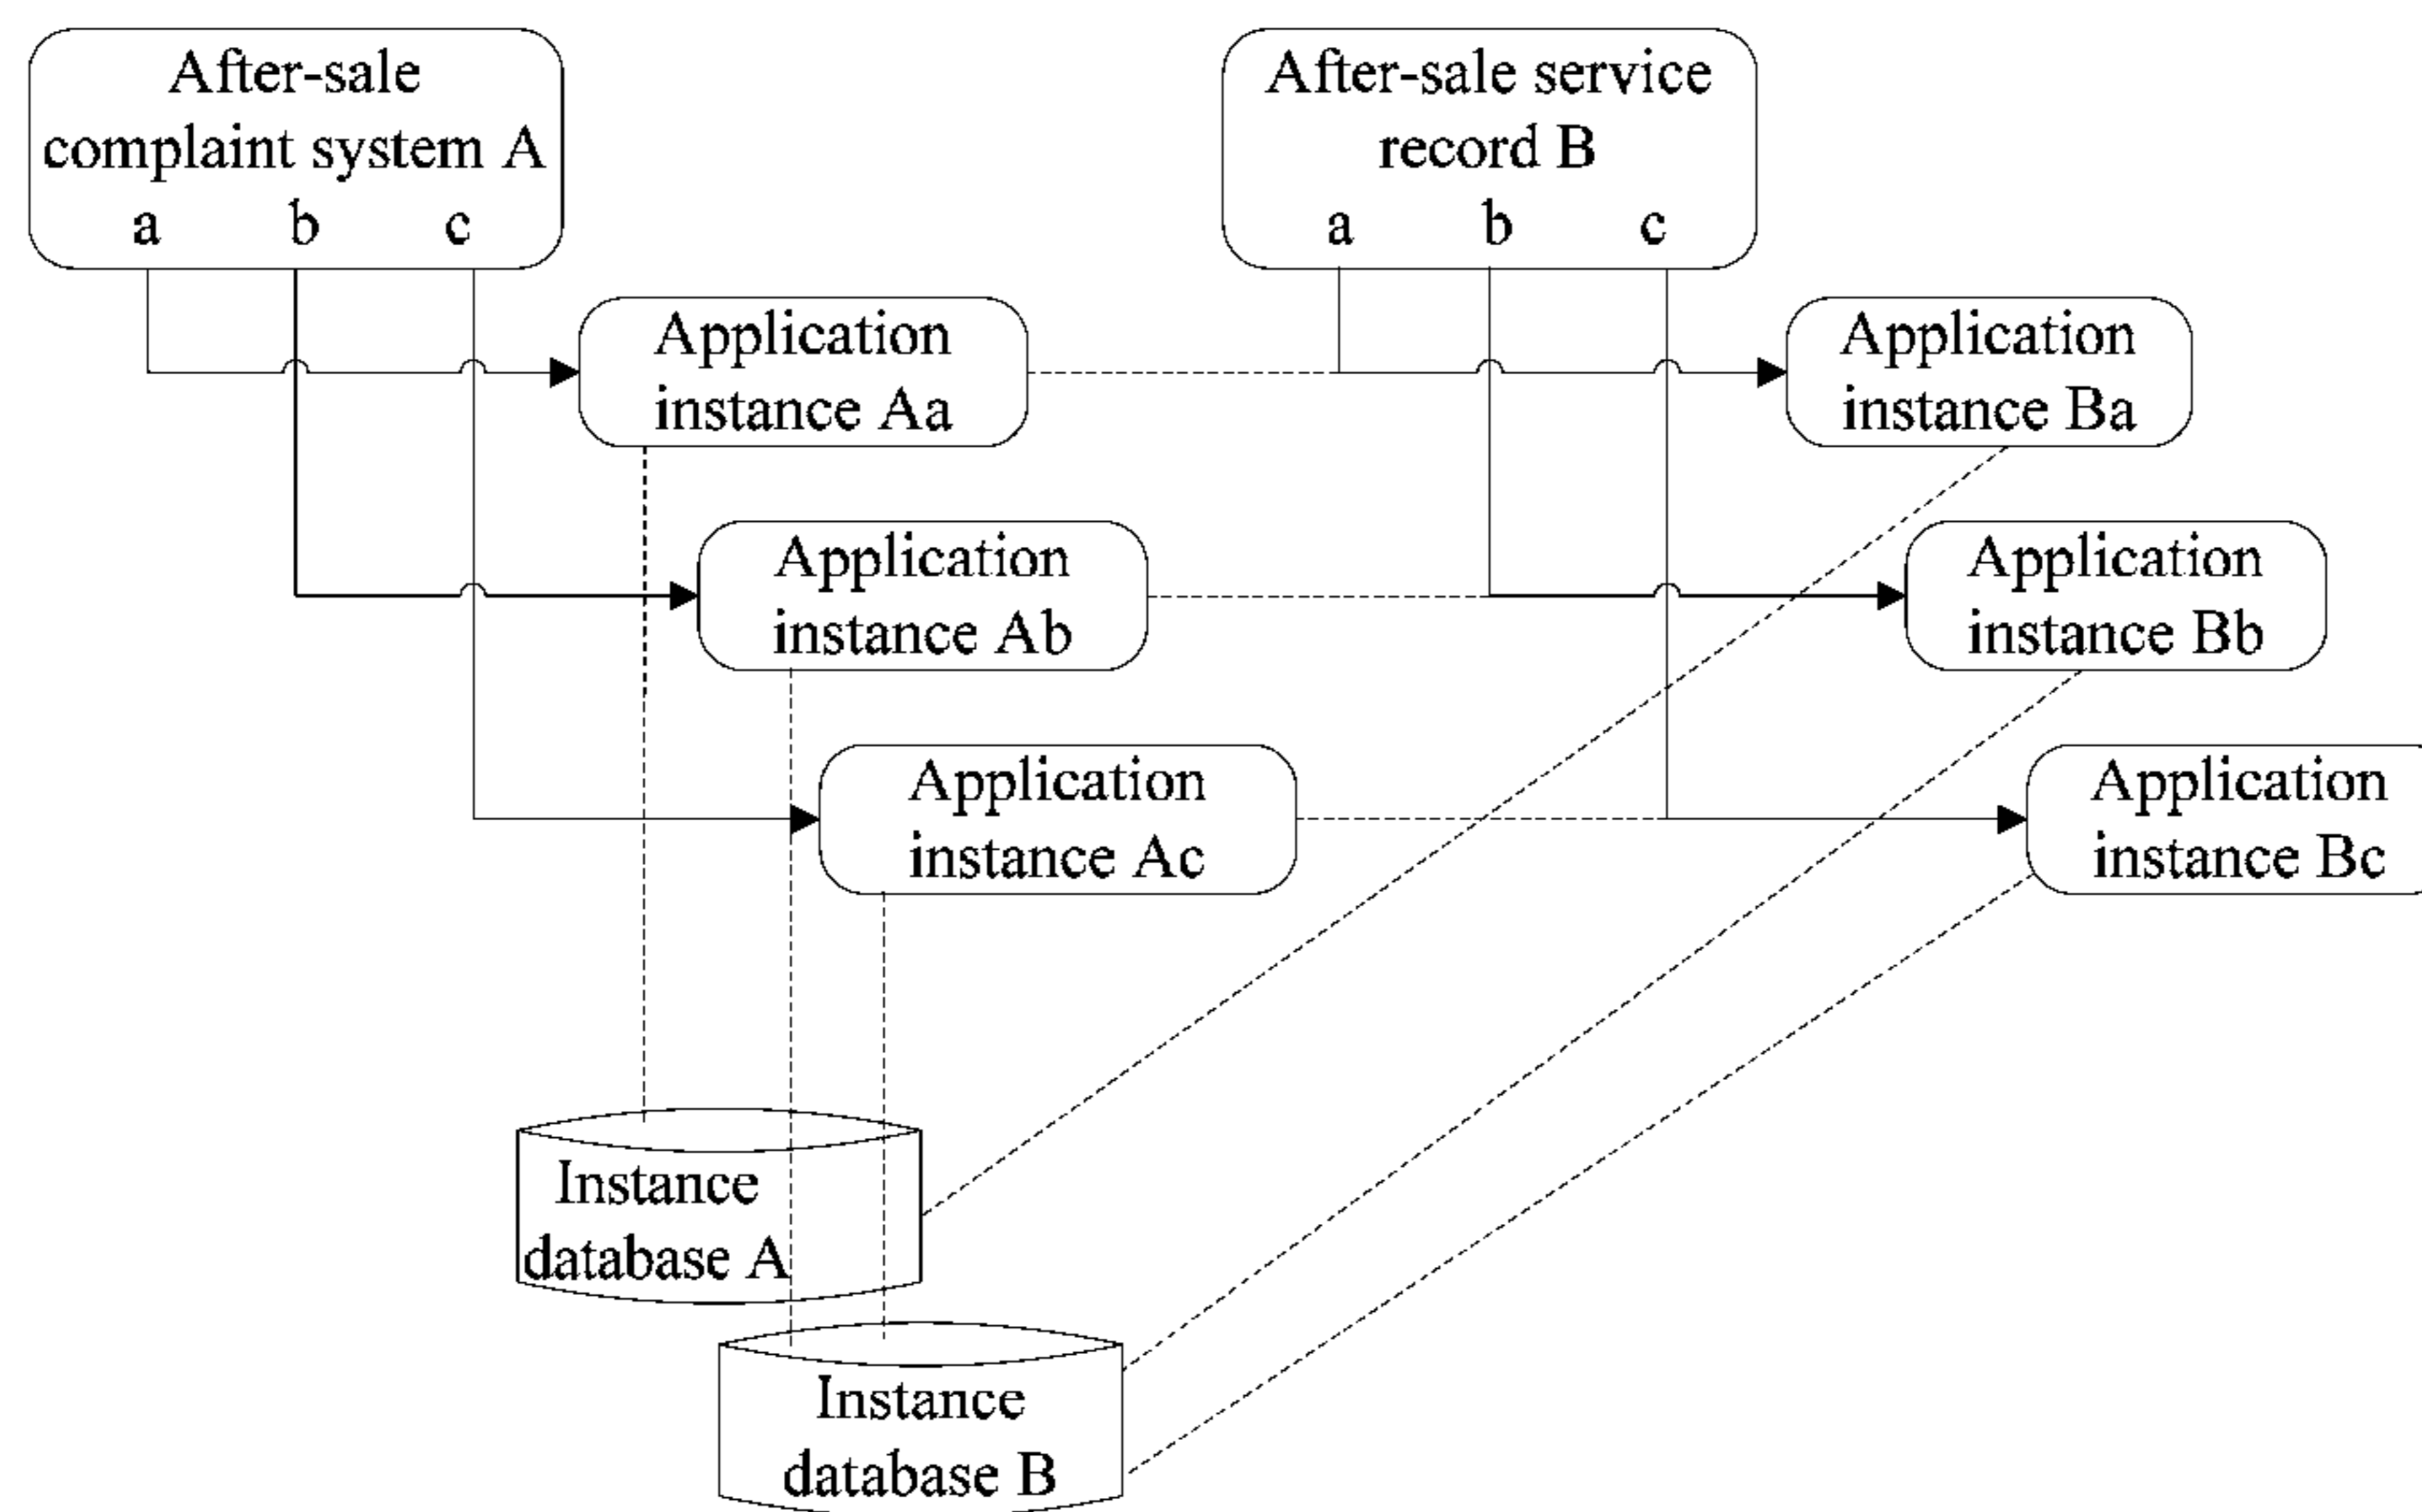 After-sale
complaint system A
a b c
After-sale service
record B
a b c
Application
instance Aa
Application
instance Ba
Application
instance Ab
Application
instance Bb
Application
instance Ac
Application
instance Bc
Instance
database A
Instance
database B